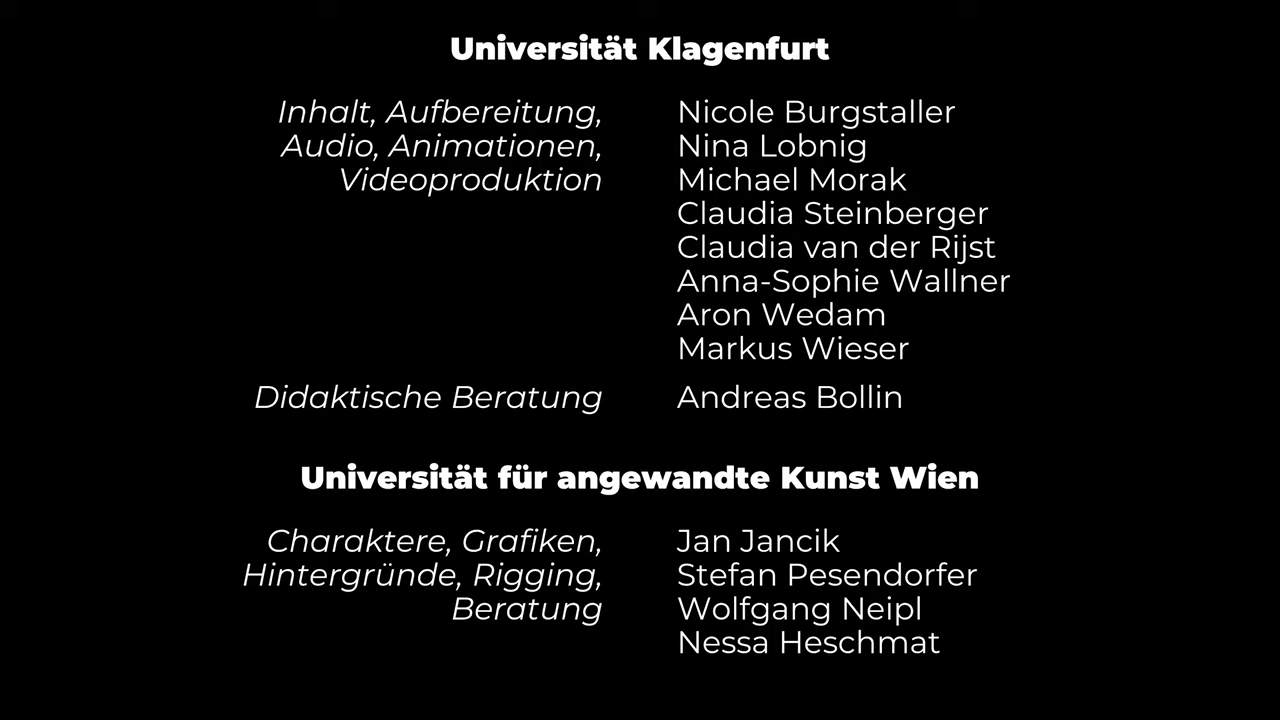 Universität Klagenfurt
Inhalt, Aufbereitung, Nicole Burgstaller
Audio, Animationen, Nina Lobnig
Videoproduktion Michael Morak
Claudia Steinberger
Claudia van der Rijst
Anna-Sophie Wallner
Aron Wedam
Markus Wieser
Didaktische Beratung Andreas Bollin
Universität für angewandte Kunst Wien
Charaktere, Grafiken, Jan Jancik
Hintergründe, Rigging, Stefan Pesendorfer
Beratung Wolfgang Neipl
Nessa Heschmat